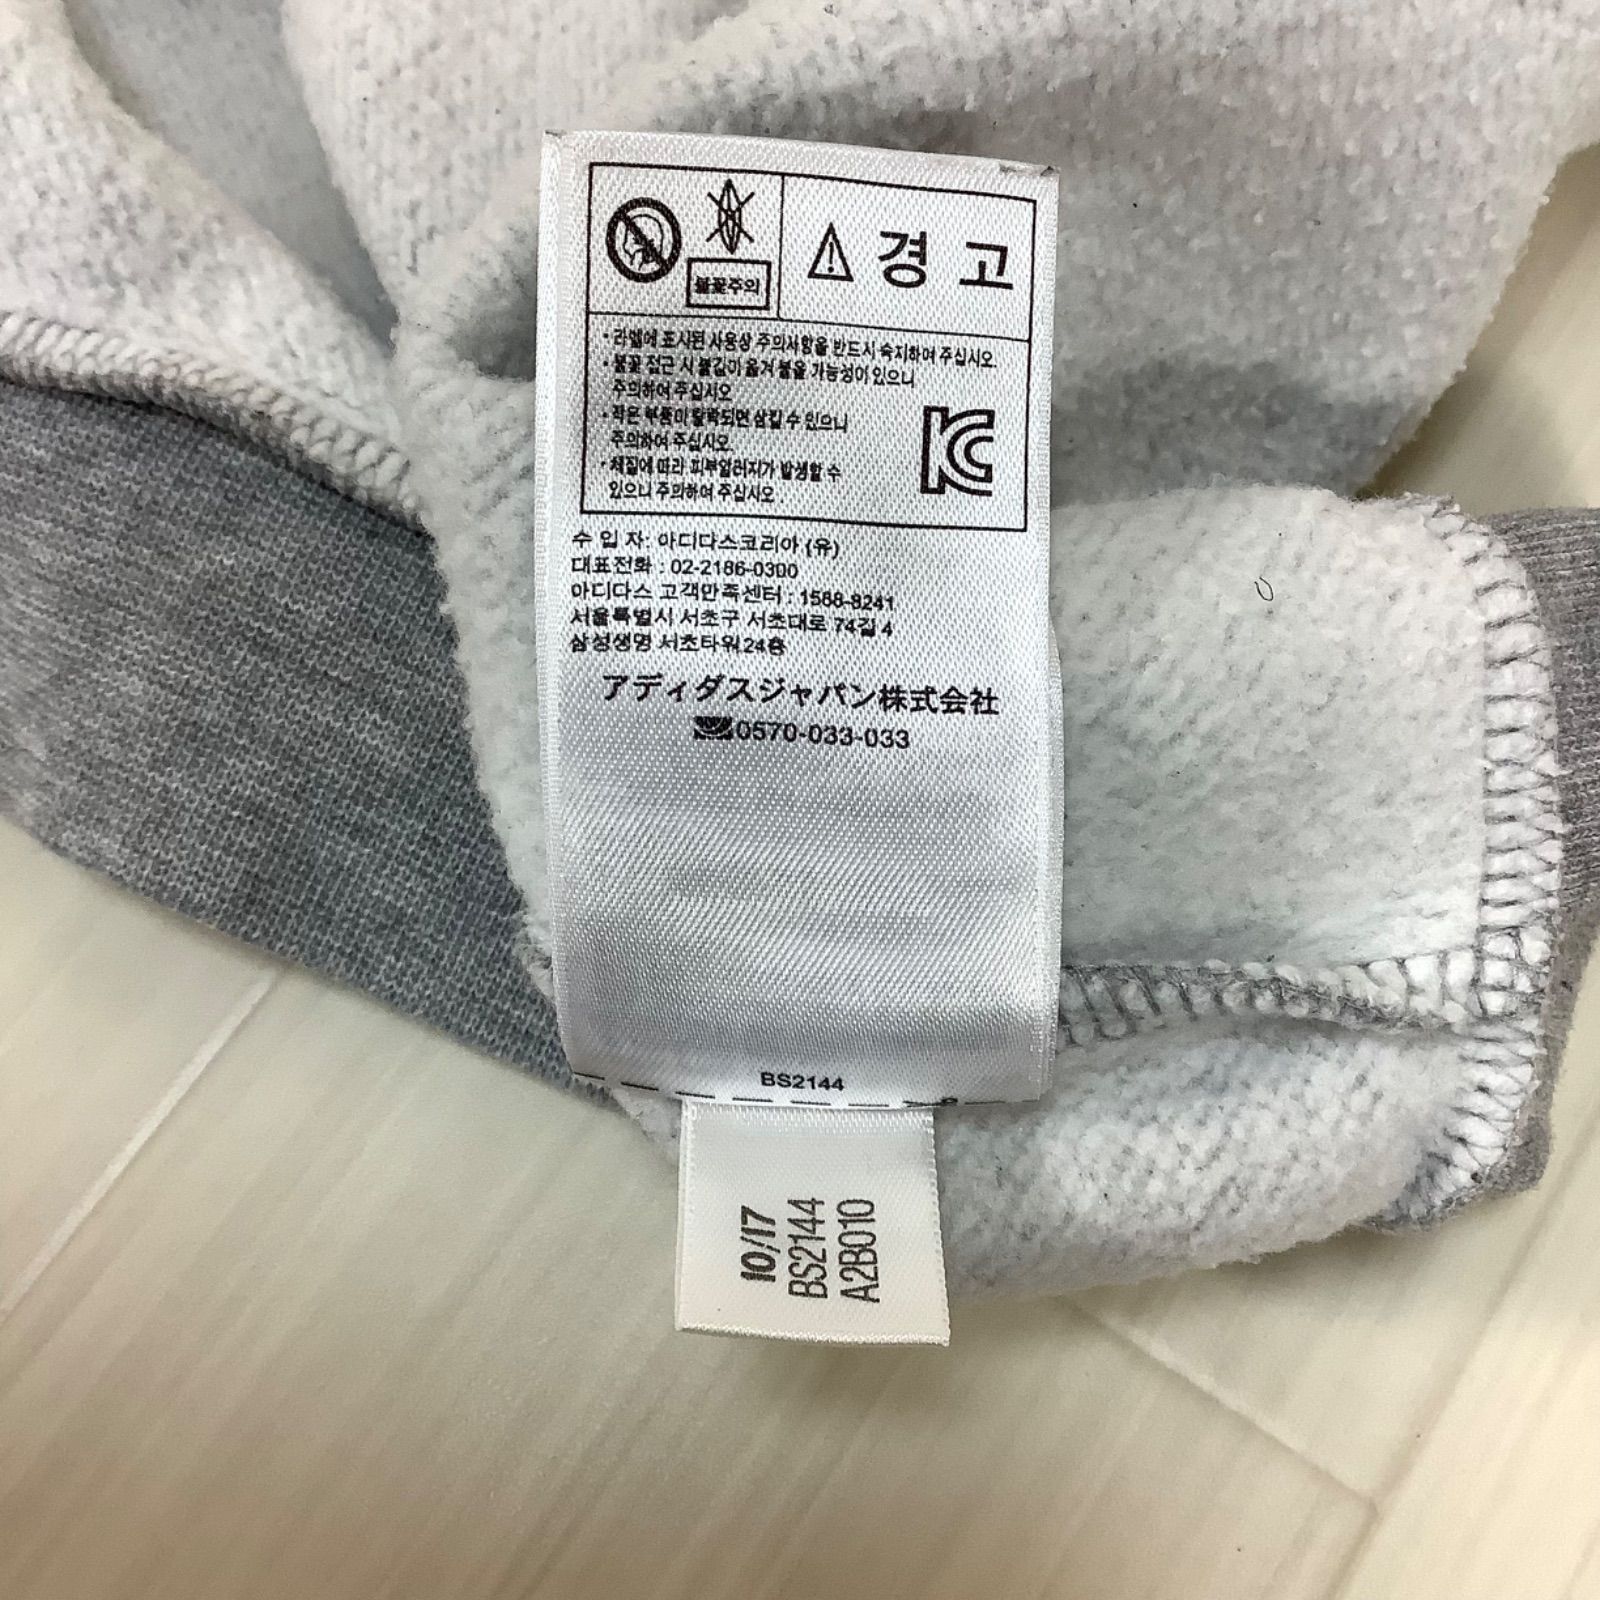 불꽃주의
경 고
· 라벨에 표시된 사용상 주의사항을 반드시 숙지하여 주십시오.
· 불꽃 접근 시 불길이 옮겨 붙을 가능성이 있으니
주의하여 주십시오
· 작은 부품이 탈락되면 삼킬 수 있으니
주의하여 주십시오.
· 체질에 따라 피부알러지가 발생할 수
있으니 주의하여 주십시오
KC
수 입 자: 아디다스코리아 (유)
대표전화 : 02-2186-0300
아디다스 고객만족센터 : 1588-8241
서울특별시 서초구 서초대로 74길 4
삼성생명 서초타워24층
アディダスジャパン株式会社
0570-033-033
BS2144
10/17
BS2144
A2B010